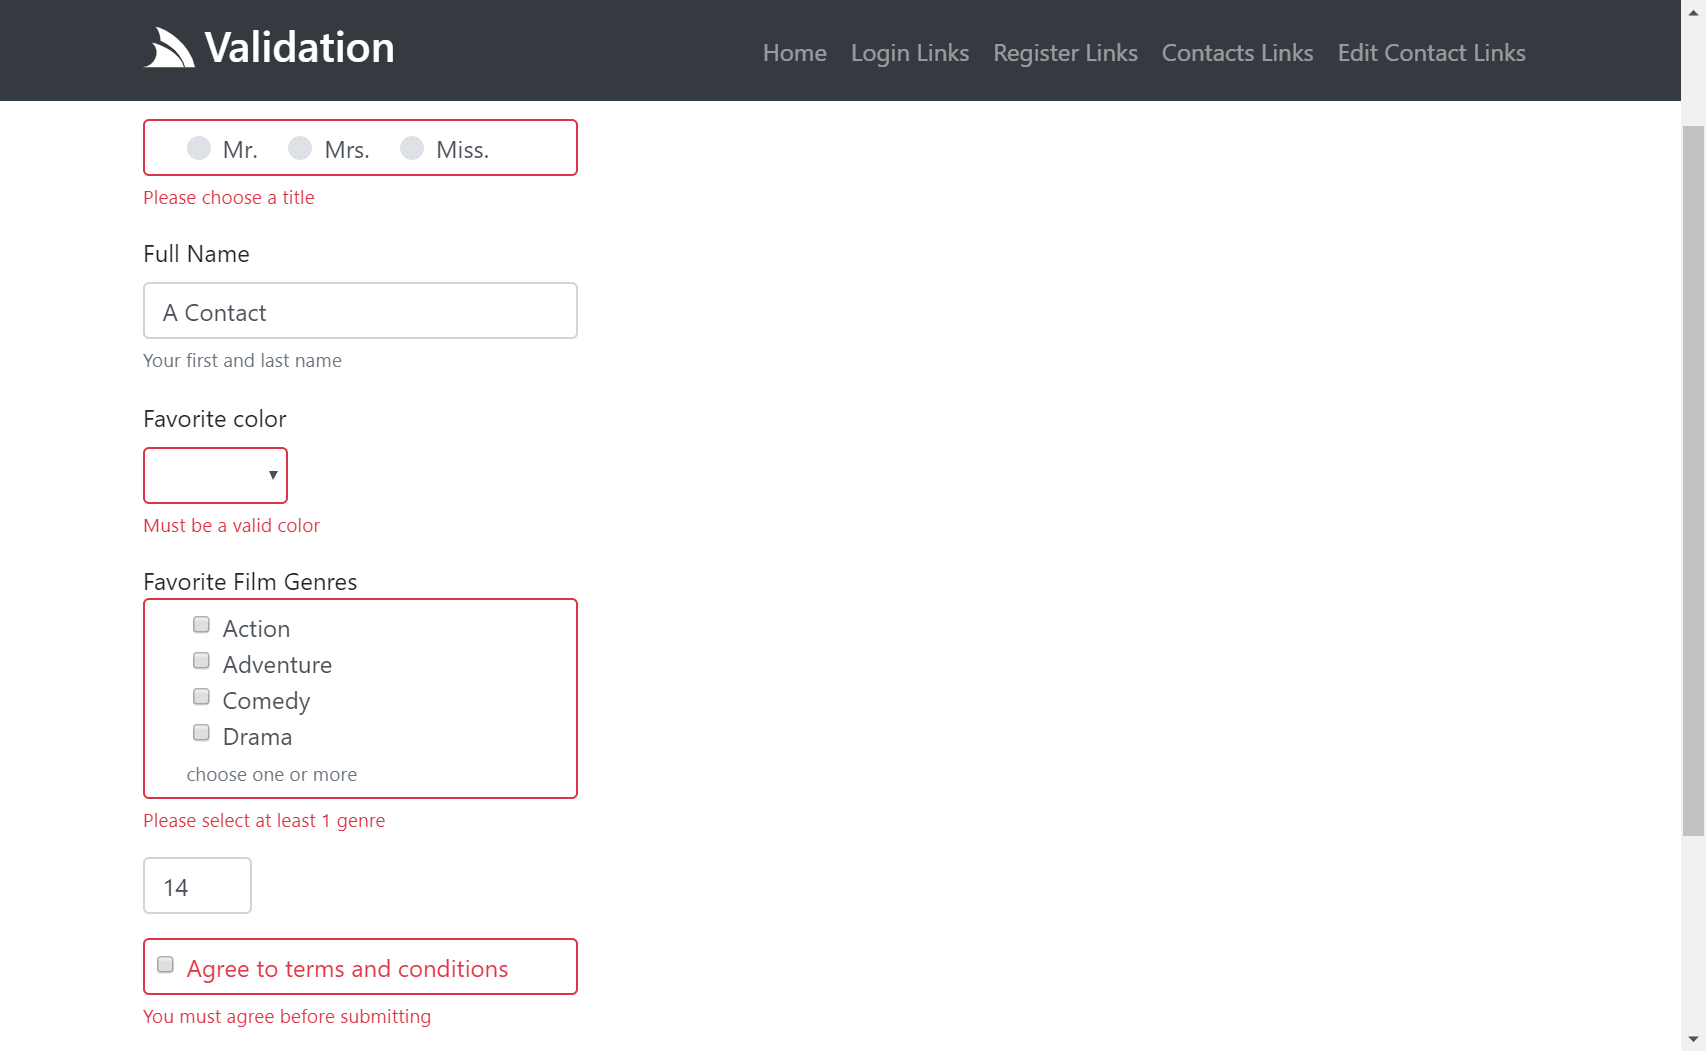 Validation
Home Login Links Register Links Contacts Links Edit Contact Links
Mr. Mrs. Miss.
Please choose a title
Full Name
A Contact
Your first and last name
Favorite color
Must be a valid color
Favorite Film Genres
Action
Adventure
Comedy
Drama
choose one or more
Please select at least 1 genre
14
Agree to terms and conditions
You must agree before submitting